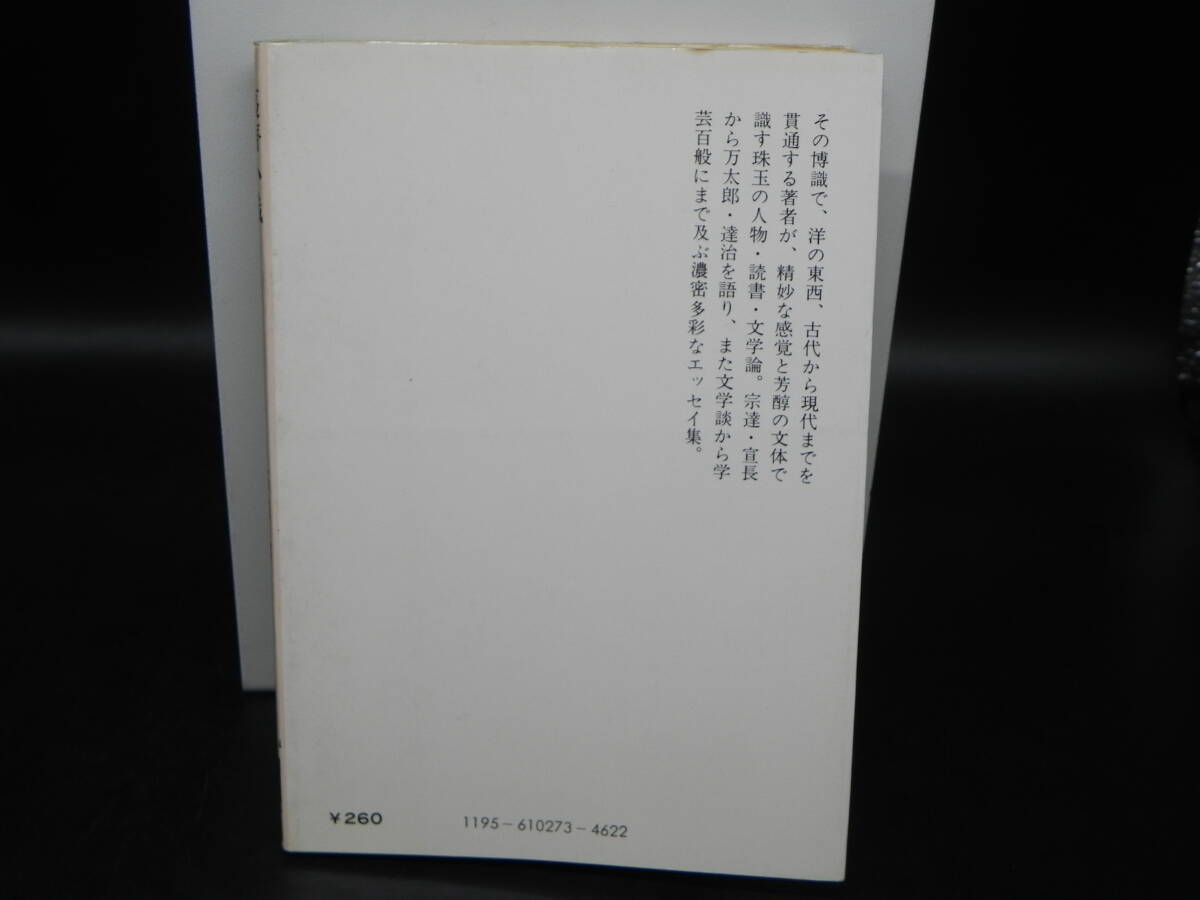 その博識で、洋の東西、古代から現代までを
貫通する著者が、精妙な感覚と芳醇の文体で
識す珠玉の人物・読書・文学論。宗達・宣長
から万太郎・達治を語り、また文学談から学
芸百般にまで及ぶ濃密多彩なエッセイ集。
￥260
1195-610273-4622